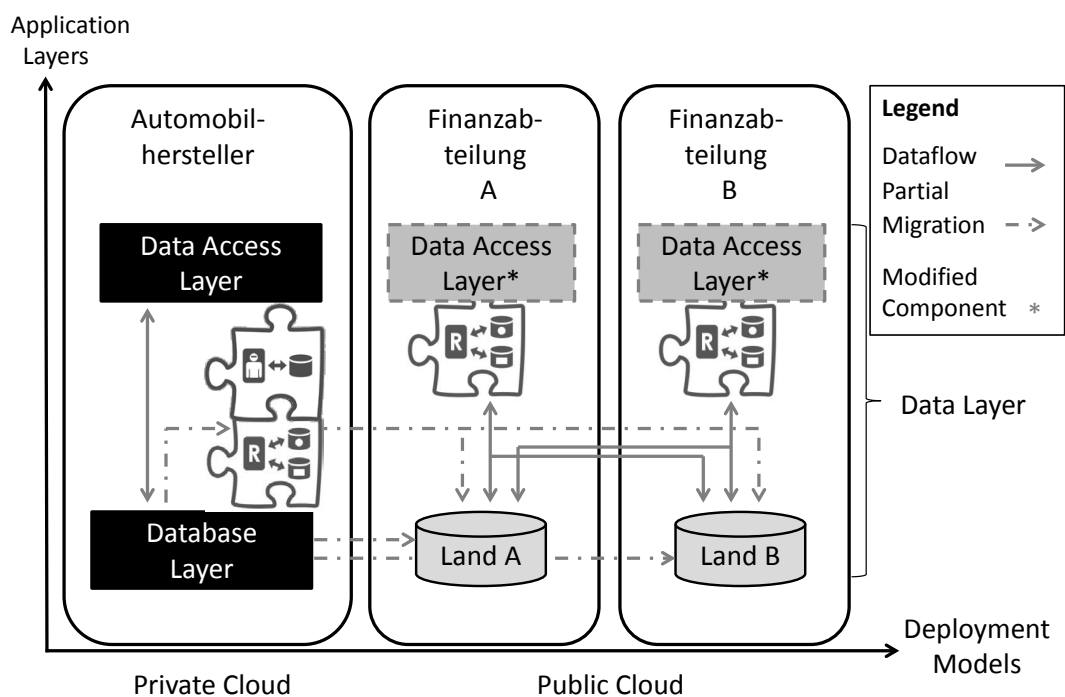 Application
Layers
Automobil-
hersteller
Finanzab-
teilung
A
Finanzab-
teilung
B
Legend
Dataflow
Partial
Migration
Modified
Component *
Data Access
Layer
Data Access
Layer*
Data Access
Layer*
R
R
R
Data Layer
Database
Layer
Land A
Land B
Deployment
Models
Private Cloud
Public Cloud